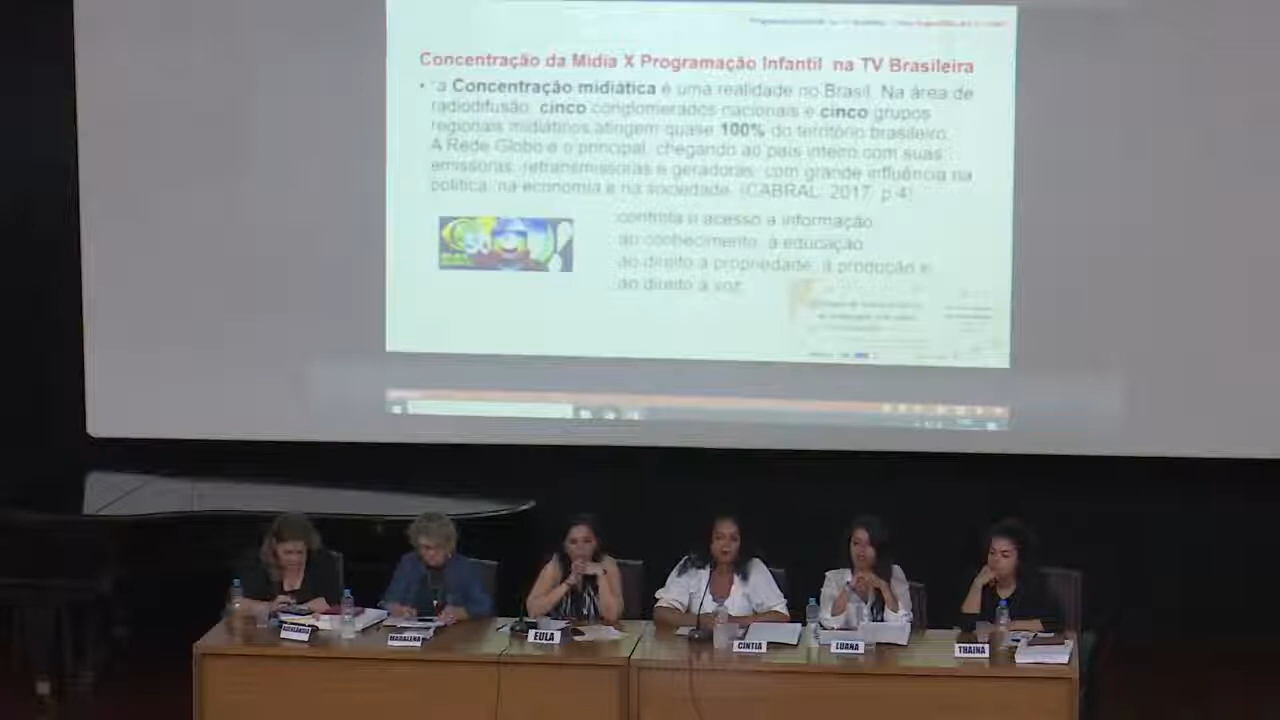 Concentração da Mídia X Programação Infantil na TV Brasileira
• "a Concentração midiática é uma realidade no Brasil. Na área de
radiodifusão, cinco conglomerados nacionais e cinco grupos
regionais midiáticos atingem quase 100% do território brasileiro.
A Rede Globo é o principal, chegando ao país inteiro com suas
emissoras, retransmissoras e geradoras, com grande influência na
política, na economia e na sociedade. (CABRAL, 2017, p.4)
controla o acesso a informação
ao conhecimento, à educação
ao direito a propriedade, à produção e
ao direito à voz
MADALENA
EULA
CINTIA
LUANA
THAINÁ